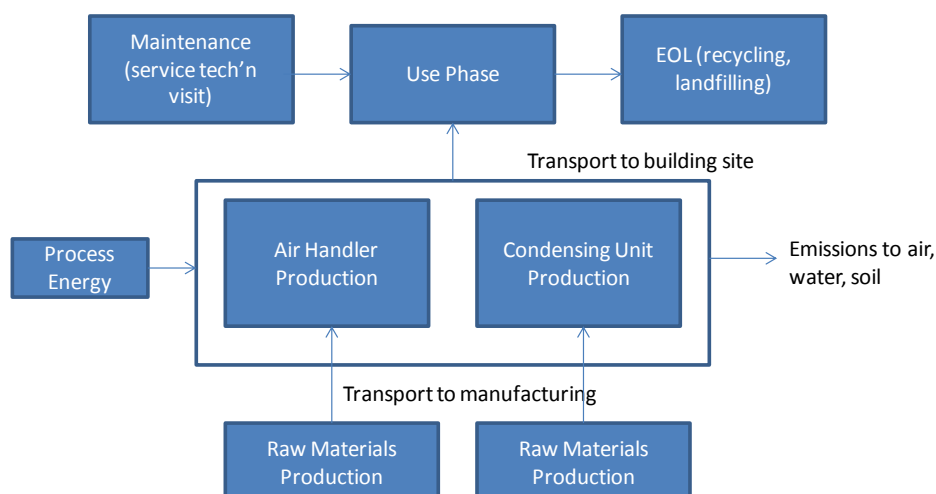 Maintenance
(service tech’n
visit)
Use Phase
EOL (recycling,
landfilling)
Transport to building site
Process
Energy
Air Handler
Production
Condensing Unit
Production
Emissions to air,
water, soil
Transport to manufacturing
Raw Materials
Production
Raw Materials
Production